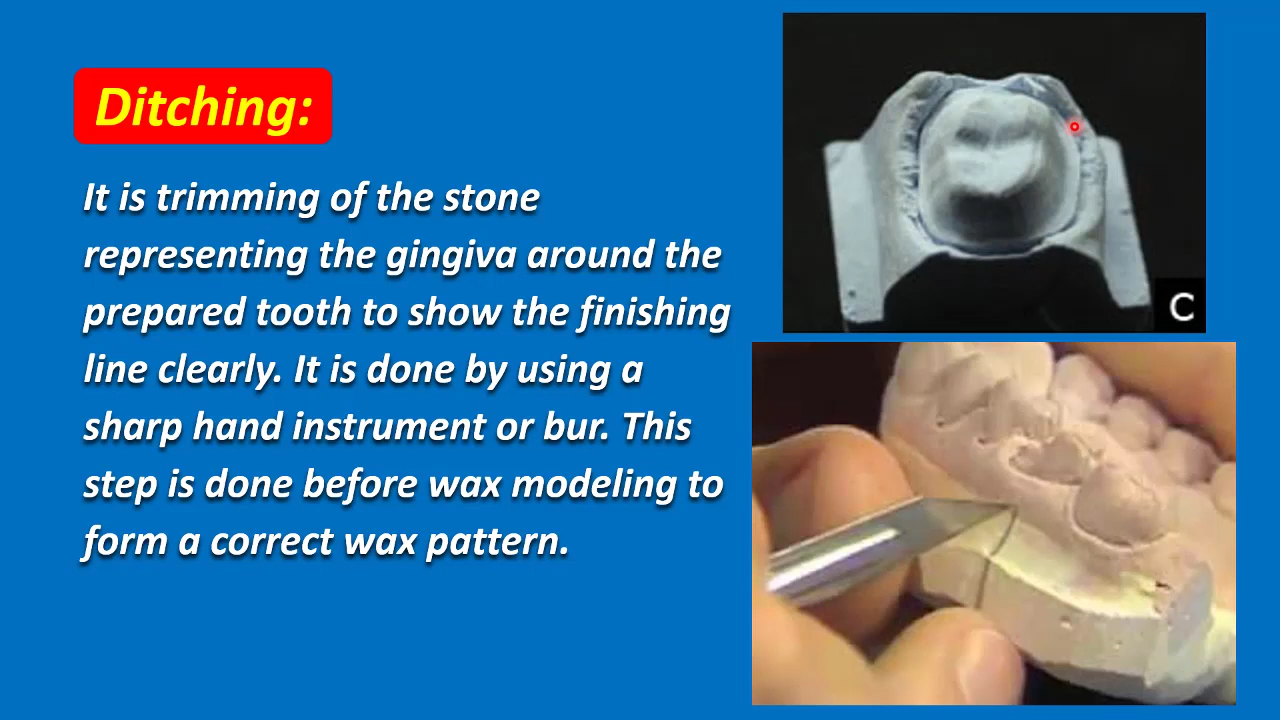 Ditching:
It is trimming of the stone
representing the gingiva around the
prepared tooth to show the finishing
line clearly. It is done by using a
sharp hand instrument or bur. This
step is done before wax modeling to
form a correct wax pattern.
C